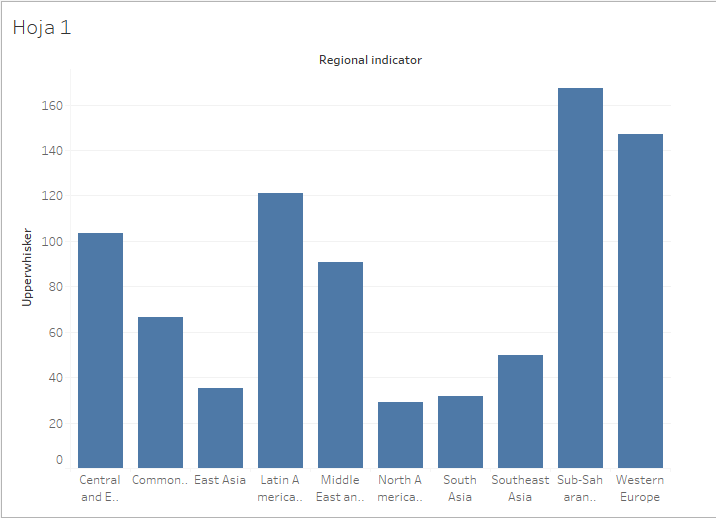 Hoja 1
Regional indicator
Upperwhisker
160
140
120
100
80
60
40
20
0
Central
and E..
Common..
East Asia
Latin A
merica..
Middle
East an..
North A
merica..
South
Asia
Southeast
Asia
Sub-Sah
aran..
Western
Europe